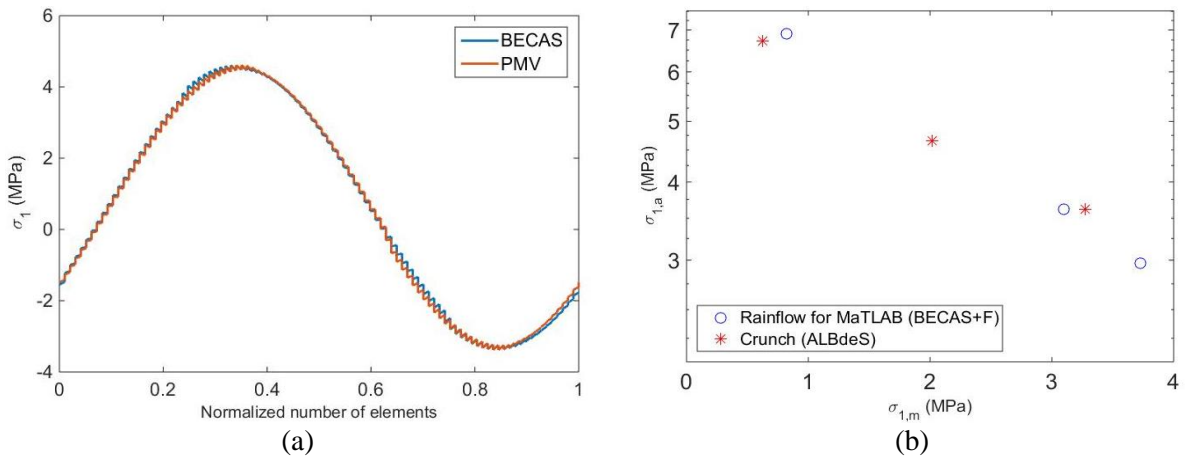 6
4
2
0
-2
-4
σ1 (MPa)
0
0.2
0.4
0.6
0.8
1
Normalized number of elements
BECAS
PMV
(a)
7
6
5
4
3
σ1,a (MPa)
0
1
2
3
4
σ1,m (MPa)
Rainflow for MaTLAB (BECAS+F)
Crunch (ALBdeS)
(b)